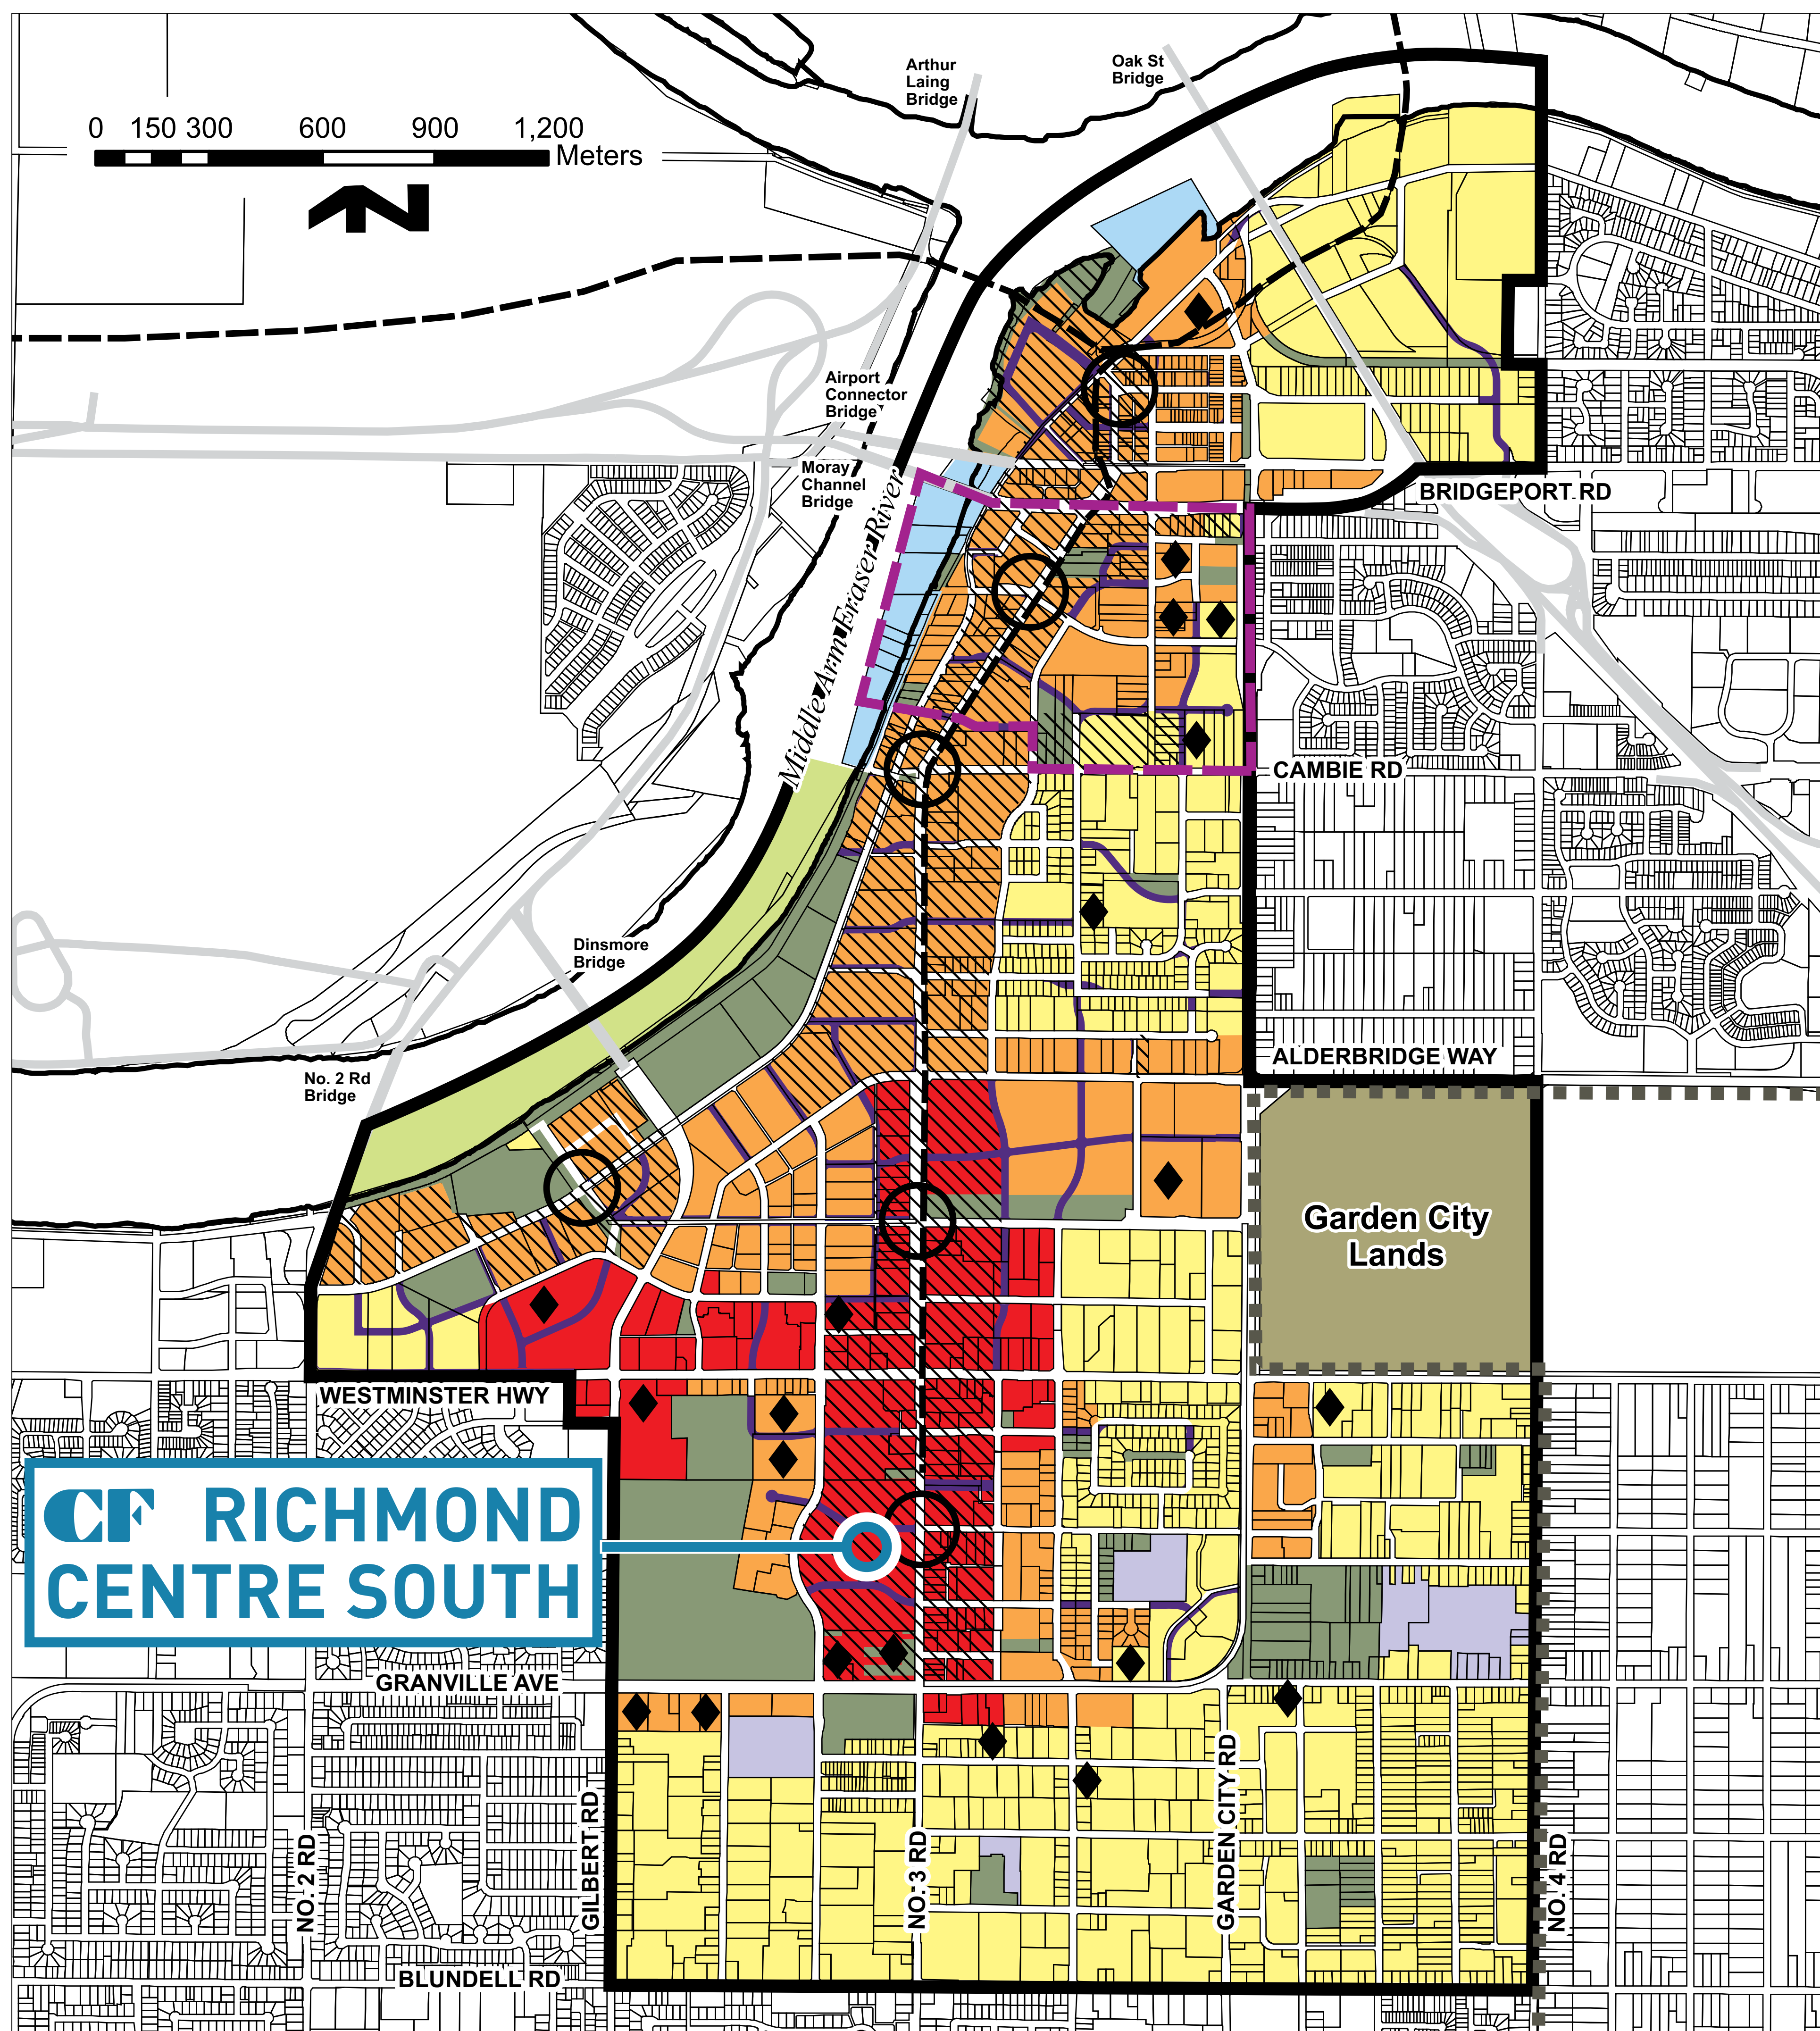 Arthur
Laing
Bridge
Oak St
Bridge
0 150 300 600 900 1,200
Meters
N
Airport
Connector
Bridge
Moray
Channel
Bridge
Middle Arm Fraser River
BRIDGEPORT RD
CAMBIE RD
Dinsmore
Bridge
ALDERBRIDGE WAY
No. 2 Rd
Bridge
Garden City
Lands
WESTMINSTER HWY
CF RICHMOND
CENTRE SOUTH
GRANVILLE AVE
NO. 2 RD
GILBERT RD
NO. 3 RD
GARDEN CITY RD
NO. 4 RD
BLUNDELL RD